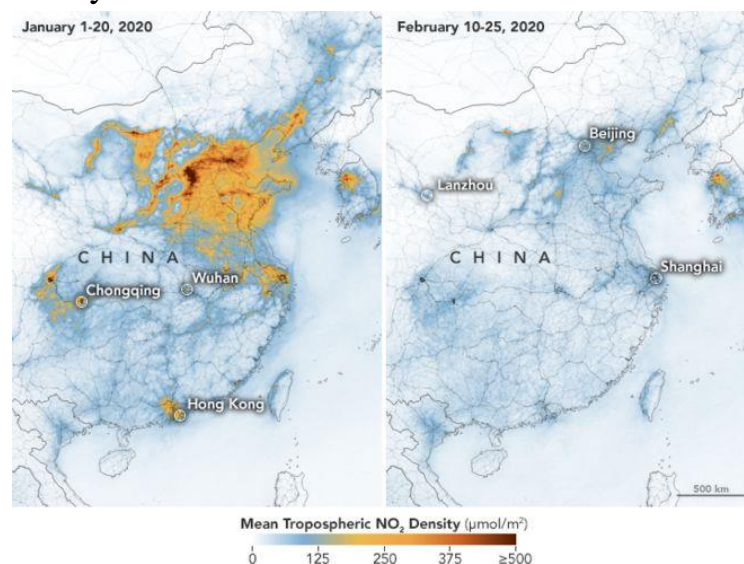 January 1-20, 2020
February 10-25, 2020
Beijing
Lanzhou
CHINA
CHINA
Wuhan
Shanghai
Chongqing
Hong Kong
500 km
Mean Tropospheric NO₂ Density (µmol/m²)
0 125 250 375 ≥500